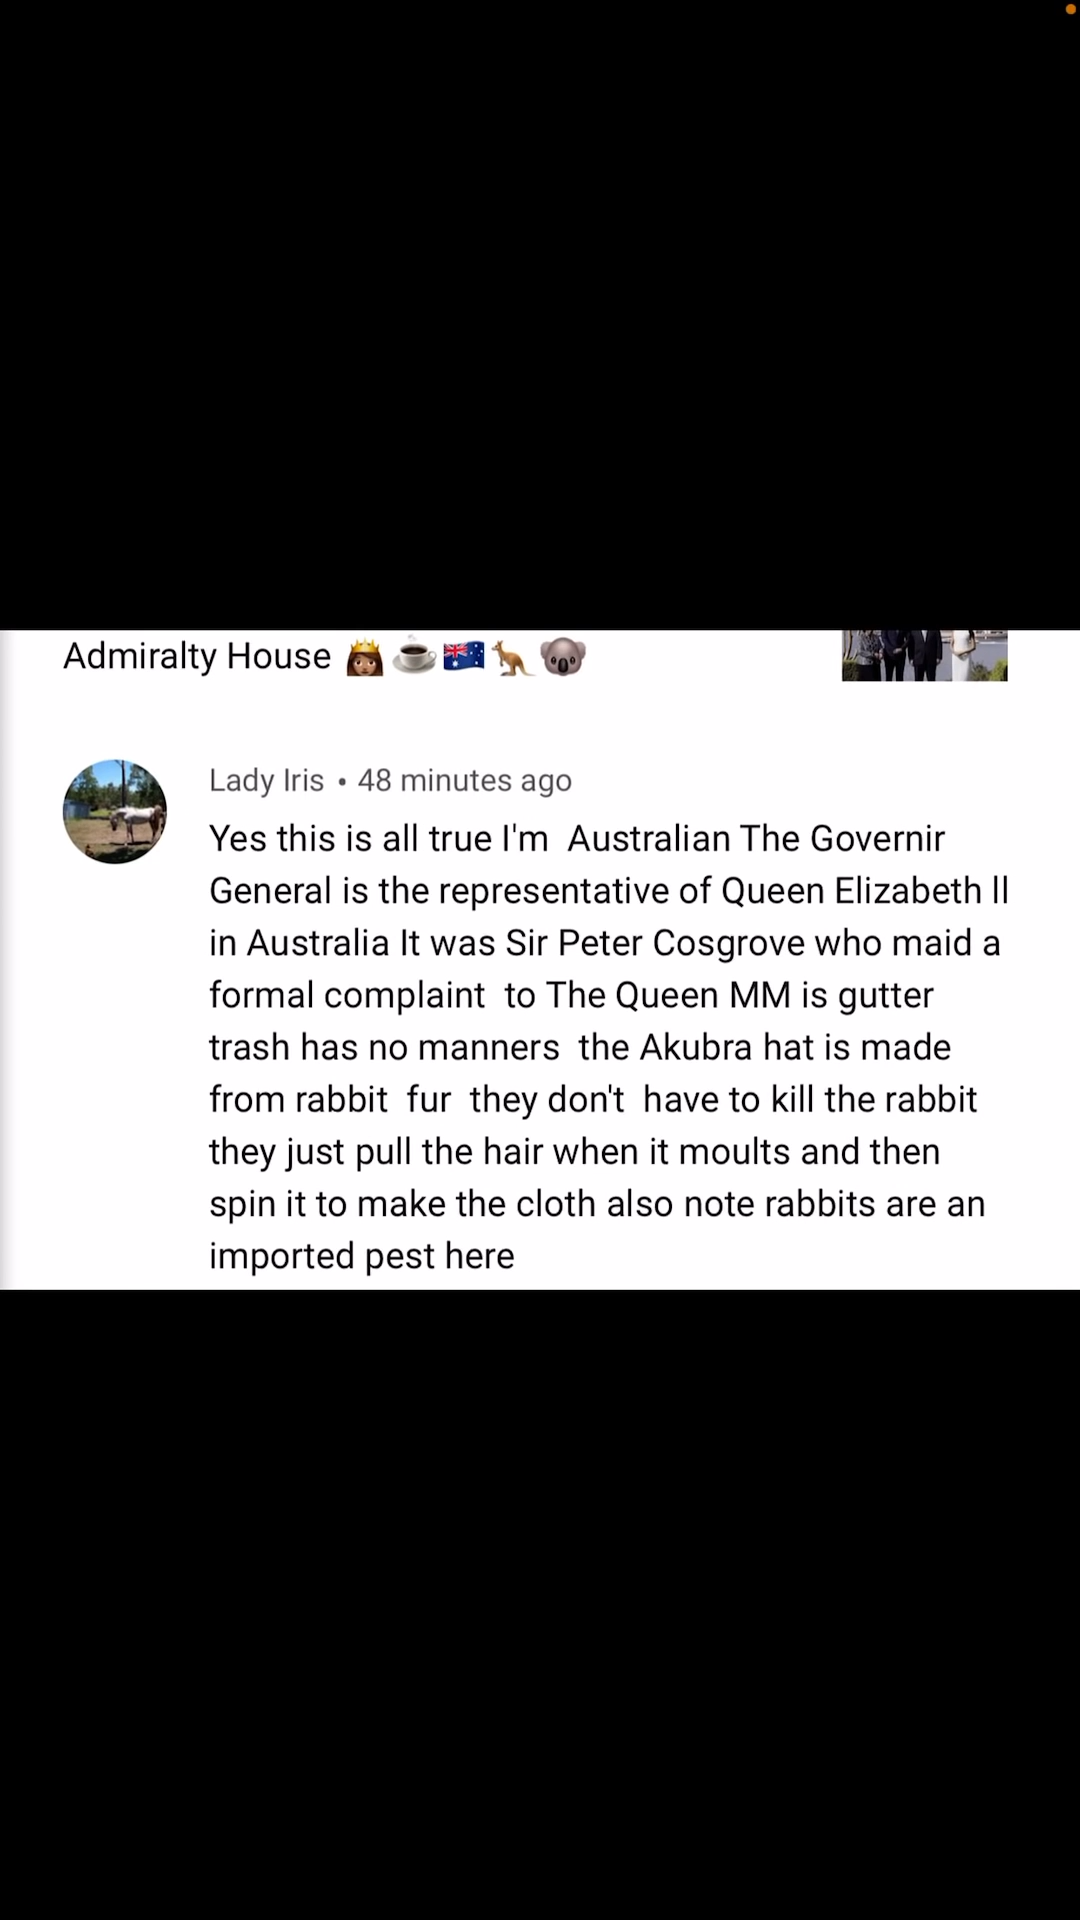 Admiralty House 👸🏽☕🇦🇺🦘🐨
Lady Iris • 48 minutes ago
Yes this is all true I'm  Australian The Governir
General is the representative of Queen Elizabeth ll
in Australia It was Sir Peter Cosgrove who maid a
formal complaint  to The Queen MM is gutter
trash has no manners  the Akubra hat is made
from rabbit  fur  they don't  have to kill the rabbit
they just pull the hair when it moults and then
spin it to make the cloth also note rabbits are an
imported pest here